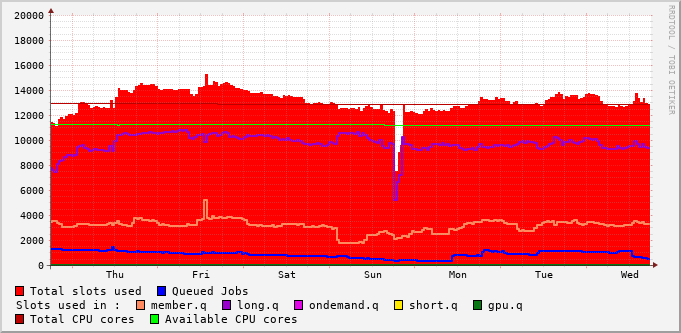 20000
18000
16000
14000
12000
10000
8000
6000
4000
2000
0
Thu Fri Sat Sun Mon Tue Wed
RRDTOOL / TOBI OETIKER
Total slots used Queued Jobs
Slots used in : member.q long.q ondemand.q short.q gpu.q
Total CPU cores Available CPU cores